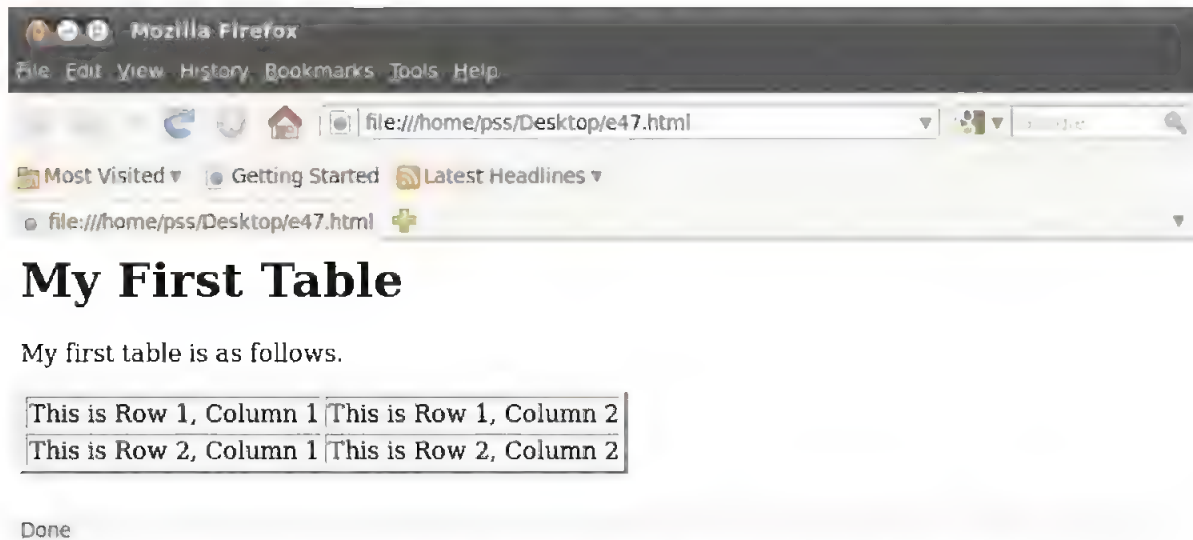 Mozilla Firefox
File Edit View History Bookmarks Tools Help
file:///home/pss/Desktop/e47.html
Most Visited Getting Started Latest Headlines
file:///home/pss/Desktop/e47.html
My First Table
My first table is as follows.
This is Row 1, Column 1 This is Row 1, Column 2
This is Row 2, Column 1 This is Row 2, Column 2
Done